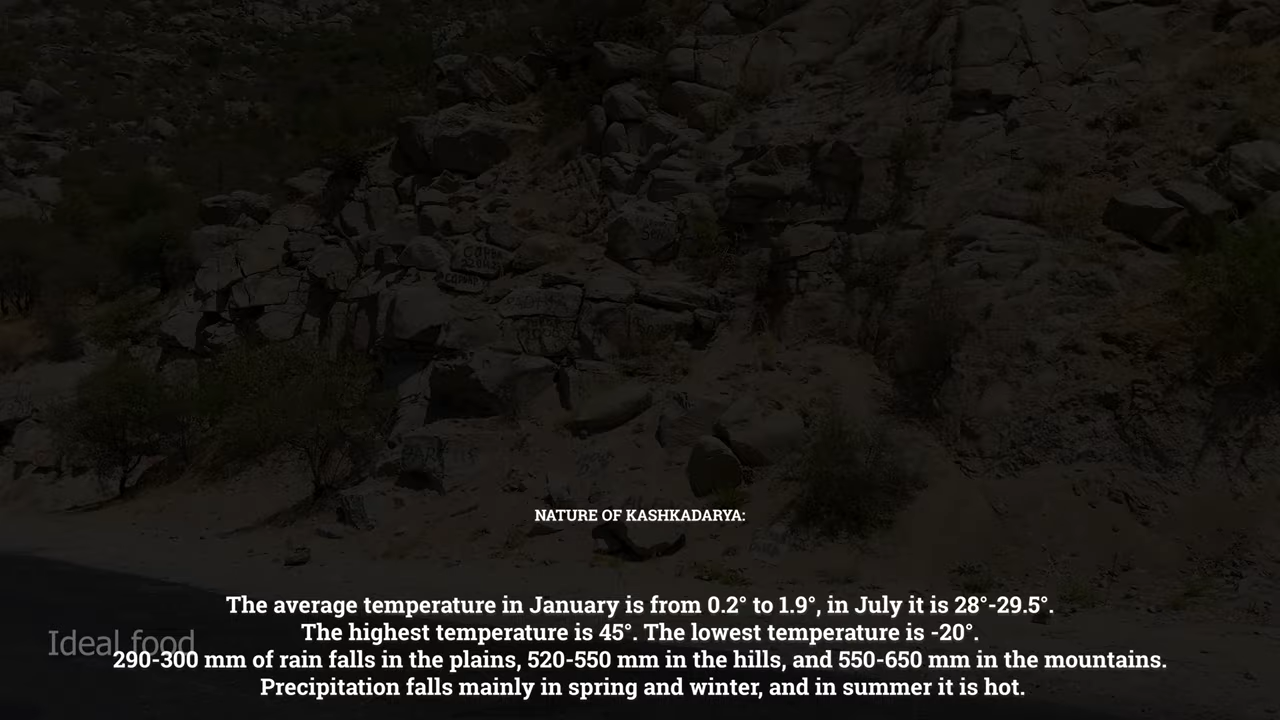 NATURE OF KASHKADARYA:
The average temperature in January is from 0.2° to 1.9°, in July it is 28°-29.5°.
The highest temperature is 45°. The lowest temperature is -20°.
Ideal food
290-300 mm of rain falls in the plains, 520-550 mm in the hills, and 550-650 mm in the mountains.
Precipitation falls mainly in spring and winter, and in summer it is hot.